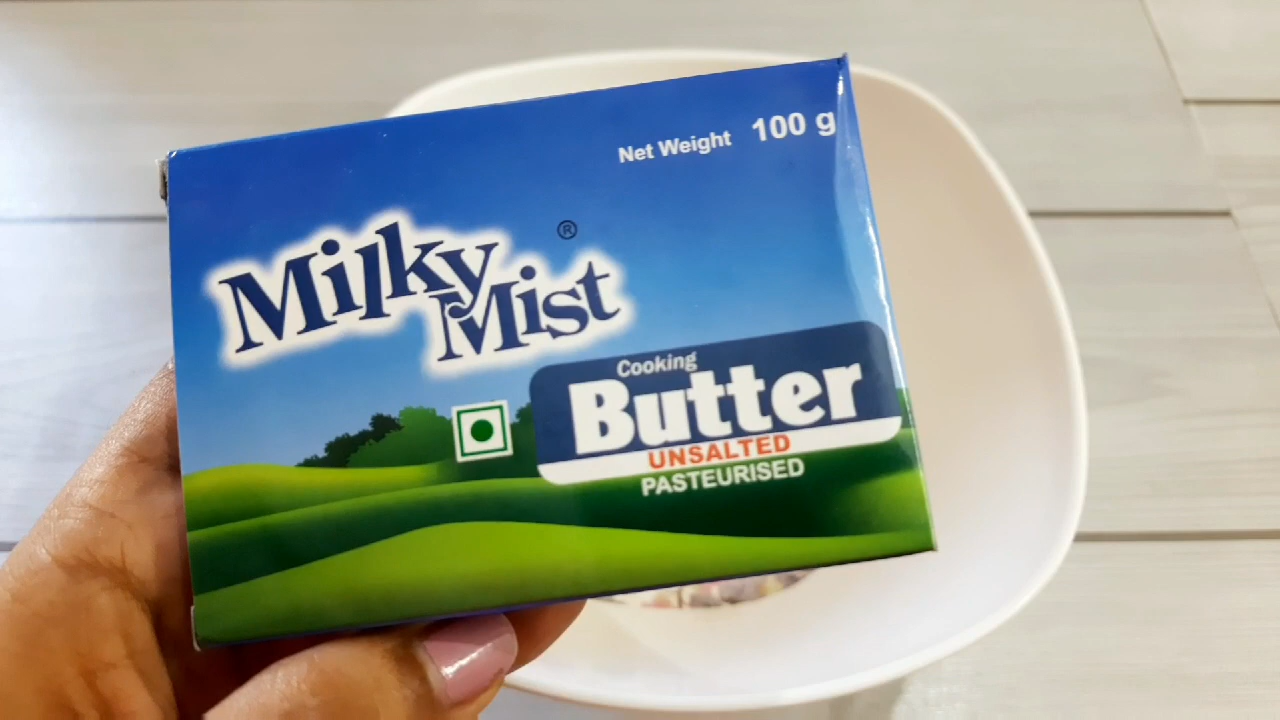 Net Weight 100 g
Milky Mist ®
Cooking
Butter
UNSALTED
PASTEURISED